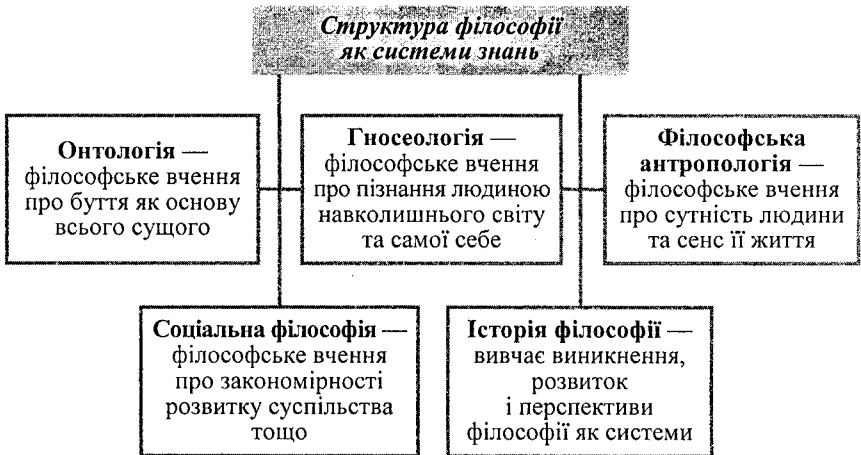 Структура філософії
як системи знань
Онтологія —
філософське вчення
про буття як основу
всього сущого
Гносеологія —
філософське вчення
про пізнання людиною
навколишнього світу
та самої себе
Філософська
антропологія —
філософське вчення
про сутність людини
та сенс її життя
Соціальна філософія —
філософське вчення
про закономірності
розвитку суспільства
тощо
Історія філософії —
вивчає виникнення,
розвиток
і перспективи
філософії як системи